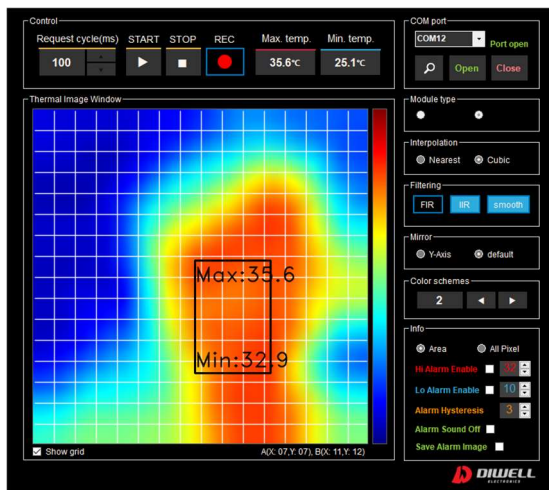 Control
Request cycle(ms) START STOP REC Max. temp. Min. temp.
100 35.6℃ 25.1℃
COM port
COM12 Port open
Open Close
Thermal Image Window
Max:35.6
Min:32.9
Show grid A(X: 07,Y: 07), B(X: 11,Y: 12)
Module type
Interpolation
Nearest Cubic
Filtering
FIR IIR smooth
Mirror
Y-Axis default
Color schemes
2
Info
Area All Pixel
Hi Alarm Enable 32
Lo Alarm Enable 10
Alarm Hysteresis 3
Alarm Sound Off
Save Alarm Image
DIWELL
ELECTRONICS